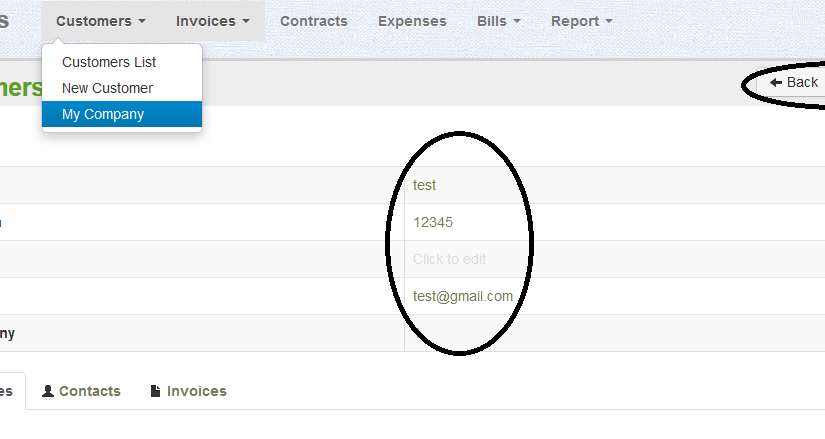 s Customers Invoices Contracts Expenses Bills Report
Customers List
ners
Back
New Customer
My Company
test
12345
Click to edit
test@gmail.com
ny
es Contacts Invoices